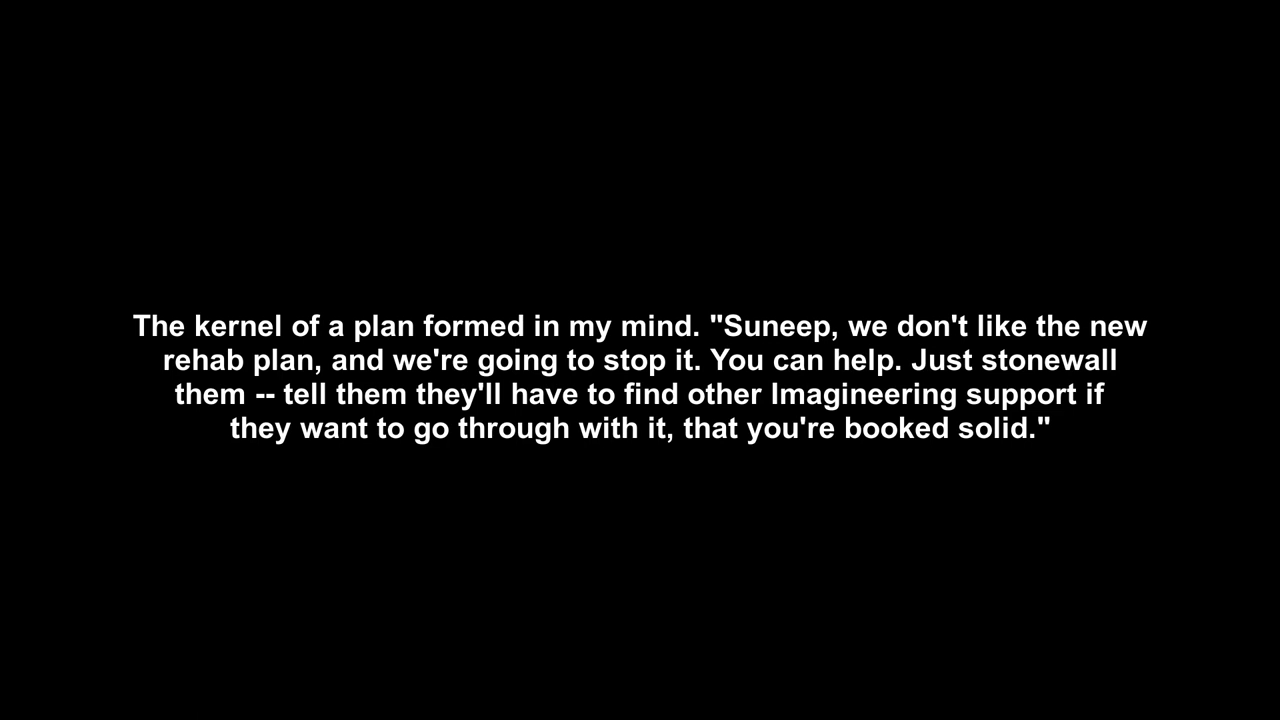 The kernel of a plan formed in my mind. "Suneep, we don't like the new
rehab plan, and we're going to stop it. You can help. Just stonewall
them -- tell them they'll have to find other Imagineering support if
they want to go through with it, that you're booked solid."